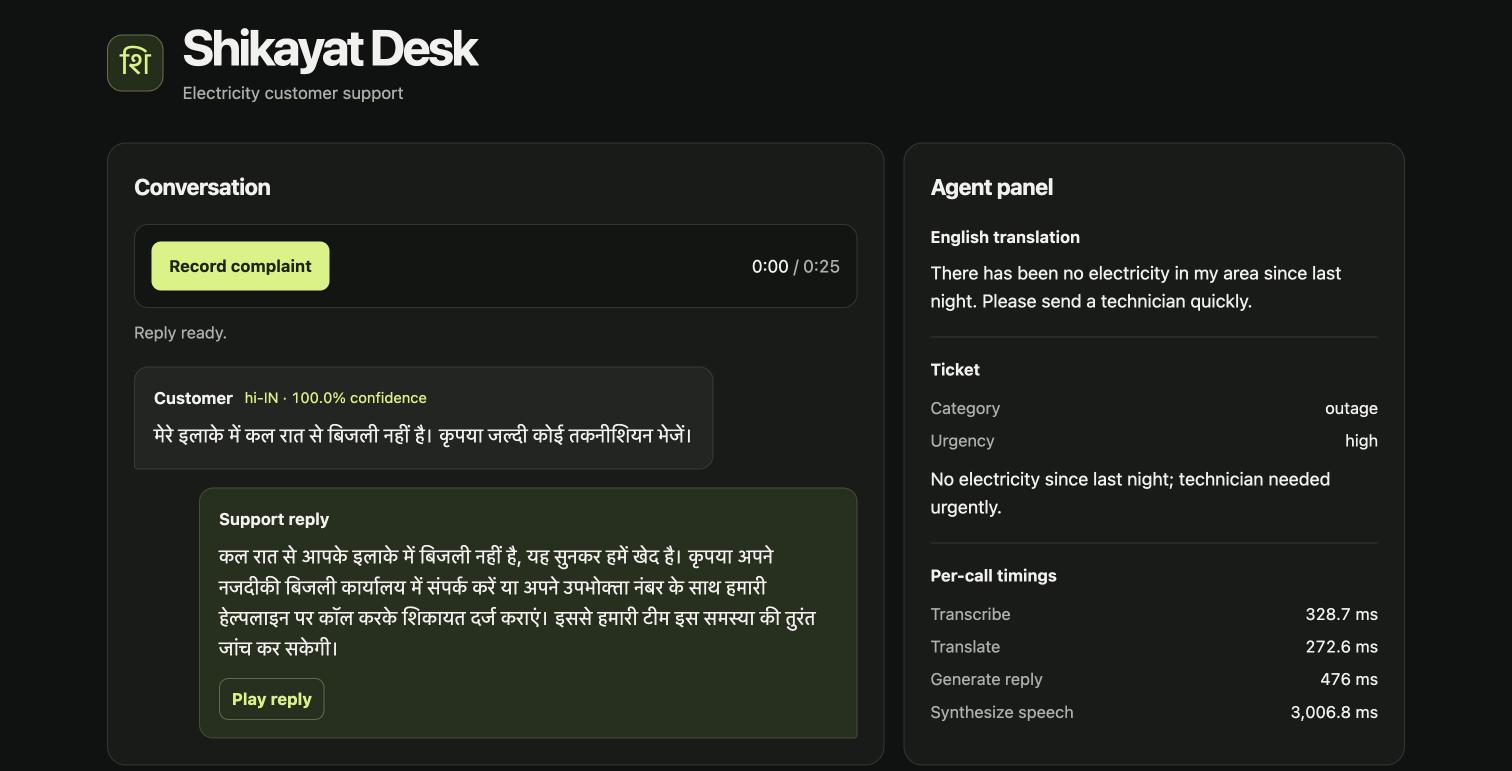 शि
Shikayat Desk
Electricity customer support
Conversation
Record complaint
0:00 / 0:25
Reply ready.
Customer hi-IN · 100.0% confidence
मेरे इलाके में कल रात से बिजली नहीं है। कृपया जल्दी कोई तकनीशियन भेजें।
Support reply
कल रात से आपके इलाके में बिजली नहीं है, यह सुनकर हमें खेद है। कृपया अपने
नजदीकी बिजली कार्यालय में संपर्क करें या अपने उपभोक्ता नंबर के साथ हमारी
हेल्पलाइन पर कॉल करके शिकायत दर्ज कराएं। इससे हमारी टीम इस समस्या की तुरंत
जांच कर सकेगी।
Play reply
Agent panel
English translation
There has been no electricity in my area since last
night. Please send a technician quickly.
Ticket
Category outage
Urgency high
No electricity since last night; technician needed
urgently.
Per-call timings
Transcribe 328.7 ms
Translate 272.6 ms
Generate reply 476 ms
Synthesize speech 3,006.8 ms